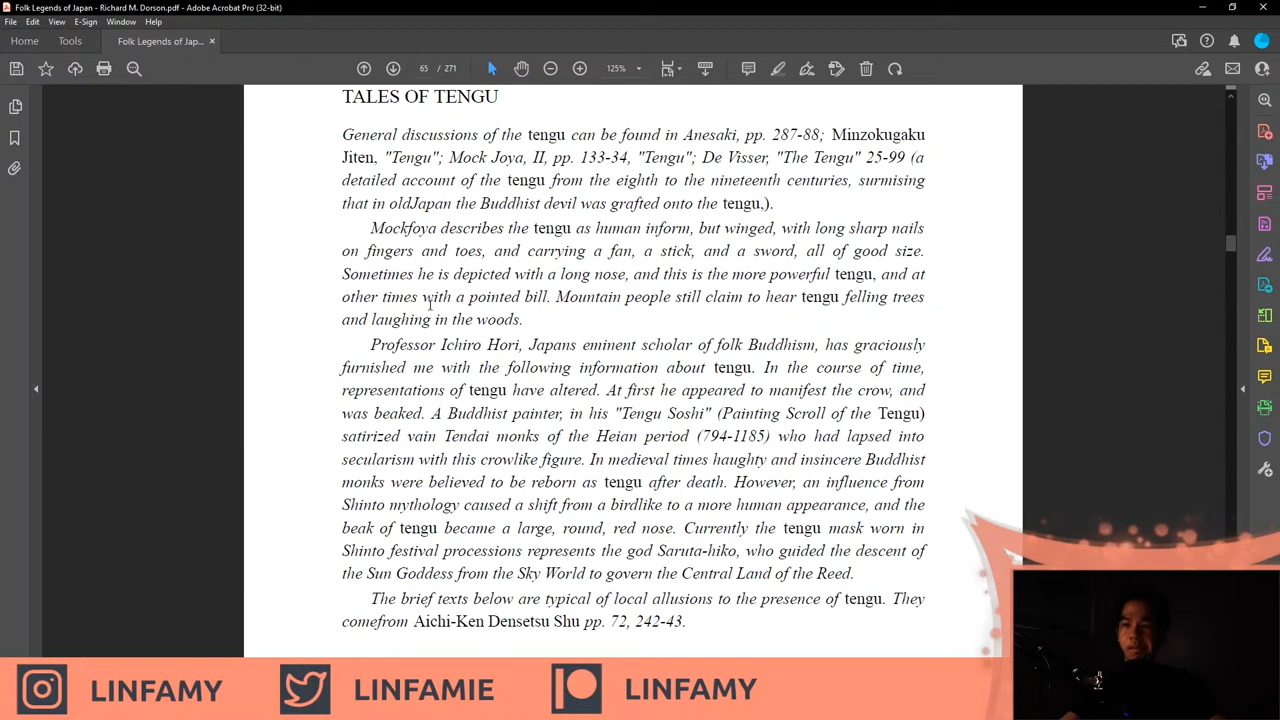 Folk Legends of Japan - Richard M. Dorson.pdf - Adobe Acrobat Pro (32-bit)
File Edit View E-Sign Window Help
Home Tools Folk Legends of Jap... ×
65 / 271 125%
TALES OF TENGU
General discussions of the tengu can be found in Anesaki, pp. 287-88; Minzokugaku
Jiten, "Tengu"; Mock Joya, II, pp. 133-34, "Tengu"; De Visser, "The Tengu" 25-99 (a
detailed account of the tengu from the eighth to the nineteenth centuries, surmising
that in oldJapan the Buddhist devil was grafted onto the tengu,).
Mockfoya describes the tengu as human inform, but winged, with long sharp nails
on fingers and toes, and carrying a fan, a stick, and a sword, all of good size.
Sometimes he is depicted with a long nose, and this is the more powerful tengu, and at
other times with a pointed bill. Mountain people still claim to hear tengu felling trees
and laughing in the woods.
Professor Ichiro Hori, Japans eminent scholar of folk Buddhism, has graciously
furnished me with the following information about tengu. In the course of time,
representations of tengu have altered. At first he appeared to manifest the crow, and
was beaked. A Buddhist painter, in his "Tengu Soshi" (Painting Scroll of the Tengu)
satirized vain Tendai monks of the Heian period (794-1185) who had lapsed into
secularism with this crowlike figure. In medieval times haughty and insincere Buddhist
monks were believed to be reborn as tengu after death. However, an influence from
Shinto mythology caused a shift from a birdlike to a more human appearance, and the
beak of tengu became a large, round, red nose. Currently the tengu mask worn in
Shinto festival processions represents the god Saruta-hiko, who guided the descent of
the Sun Goddess from the Sky World to govern the Central Land of the Reed.
The brief texts below are typical of local allusions to the presence of tengu. They
comefrom Aichi-Ken Densetsu Shu pp. 72, 242-43.
LINFAMY LINFAMIE LINFAMY